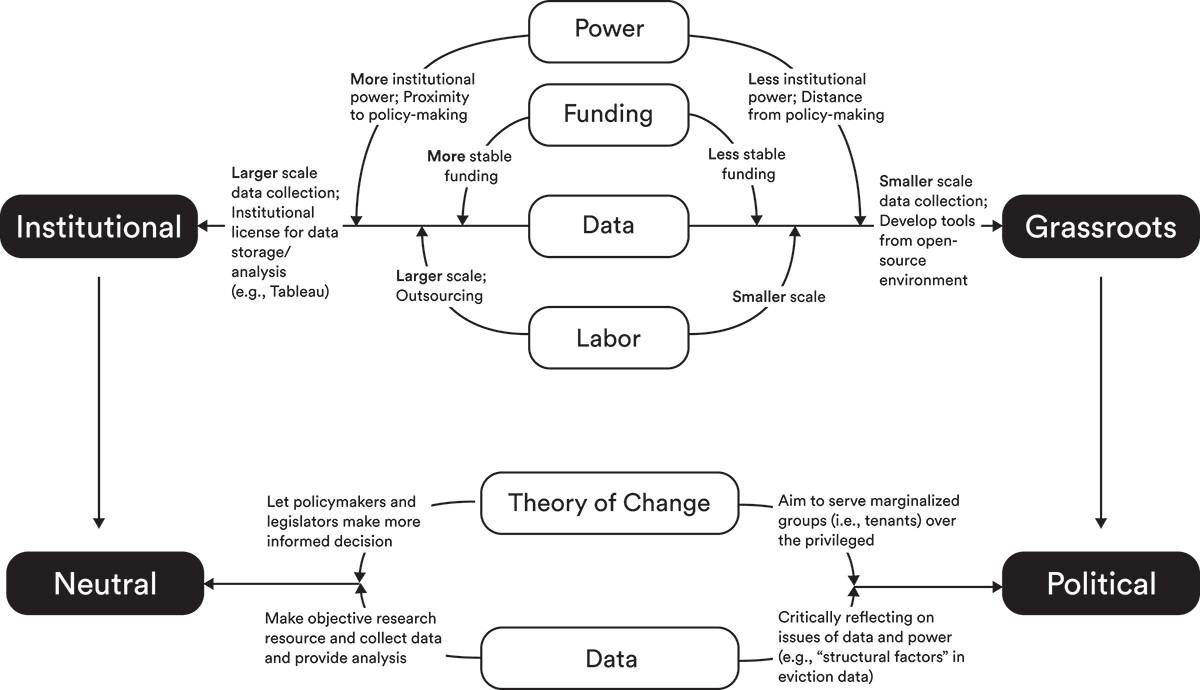 Power
More institutional
power; Proximity
to policy-making
Less institutional
power; Distance
from policy-making
Funding
More stable
funding
Less stable
funding
Larger scale
data collection;
Institutional
license for data
storage/
analysis
(e.g., Tableau)
Smaller scale
data collection;
Develop tools
from open-
source
environment
Institutional
Data
Grassroots
Larger scale;
Outsourcing
Smaller scale
Labor
Theory of Change
Let policymakers and
legislators make more
informed decision
Aim to serve marginalized
groups (i.e., tenants) over
the privileged
Neutral
Political
Make objective research
resource and collect data
and provide analysis
Critically reflecting on
issues of data and power
(e.g., “structural factors” in
eviction data)
Data